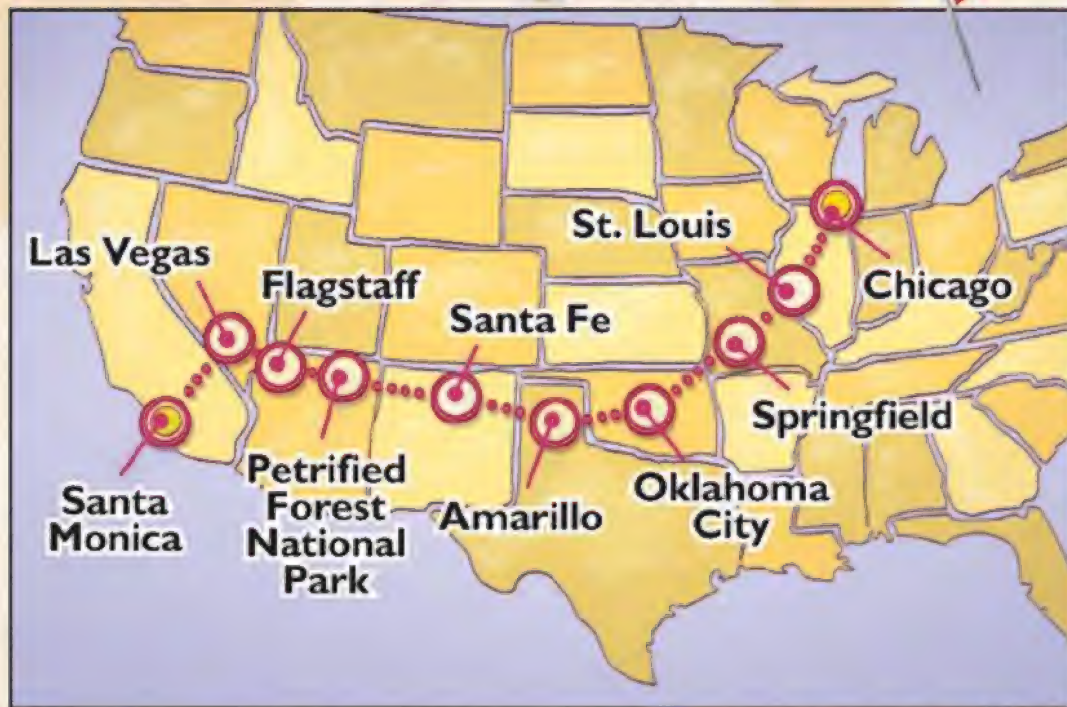 Las Vegas
Flagstaff
Santa Fe
St. Louis
Chicago
Santa
Monica
Petrified
Forest
National
Park
Amarillo
Oklahoma
City
Springfield